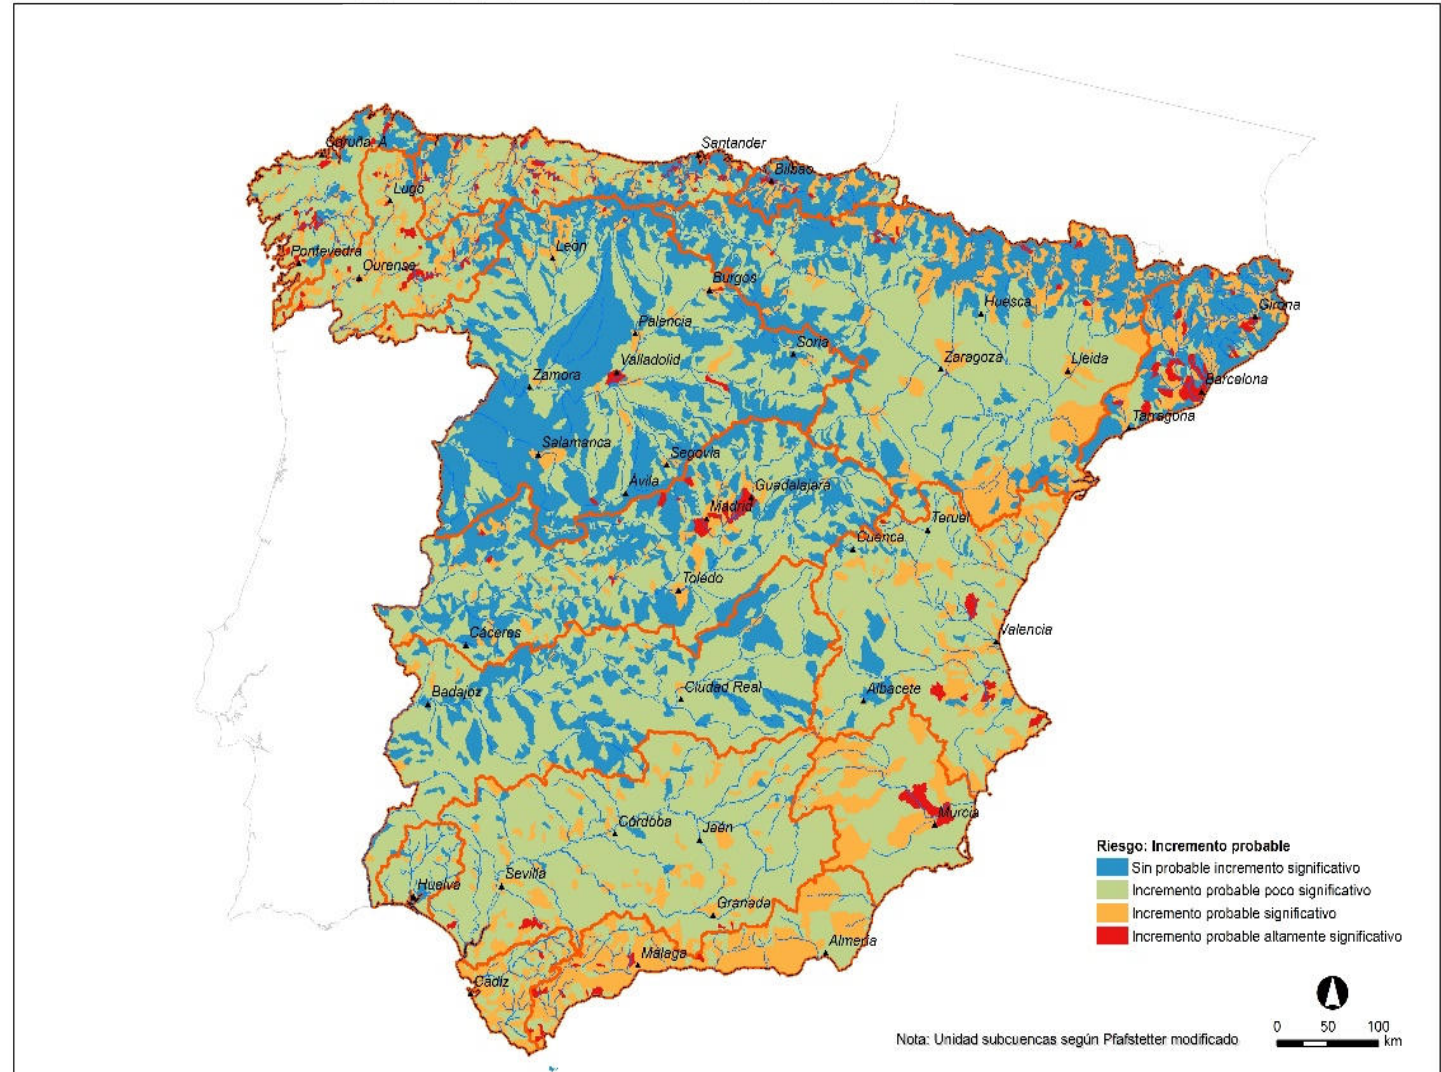 Santander
Coruña A
Bilbao
Lugo
León
Pontevedra
Ourense
Burgos
Huesca
Girona
Palencia
Soria
Valladolid
Zaragoza
Lleida
Zamora
Barcelona
Tarragona
Salamanca
Segovia
Ávila
Guadalajara
Madrid
Teruel
Cuenca
Toledo
Valencia
Cáceres
Badajoz
Ciudad Real
Albacete
Córdoba
Jaén
Murcia
Huelva
Sevilla
Granada
Almería
Málaga
Cádiz
Riesgo: Incremento probable
Sin probable incremento significativo
Incremento probable poco significativo
Incremento probable significativo
Incremento probable altamente significativo
Nota: Unidad subcuencas según Pfafstetter modificado
0 50 100
km